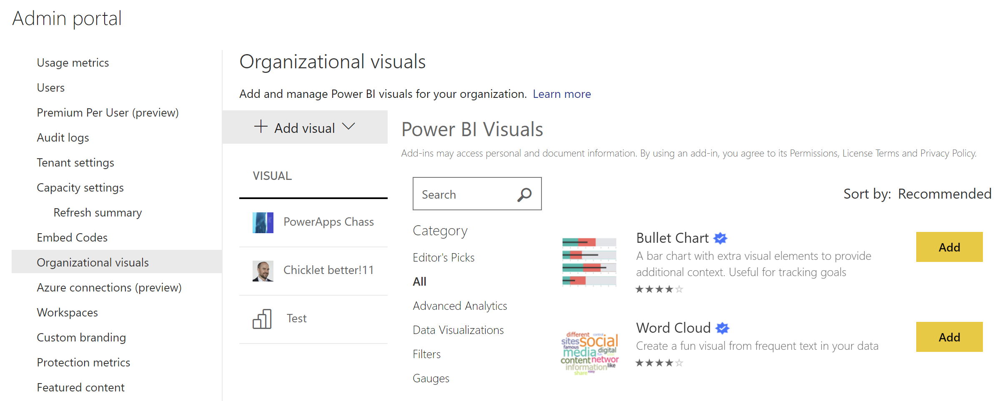 Admin portal
Usage metrics
Users
Premium Per User (preview)
Audit logs
Tenant settings
Capacity settings
Refresh summary
Embed Codes
Organizational visuals
Azure connections (preview)
Workspaces
Custom branding
Protection metrics
Featured content
Organizational visuals
Add and manage Power BI visuals for your organization. Learn more
Add visual
VISUAL
PowerApps Chass
Chicklet better!11
Test
Power BI Visuals
Add-ins may access personal and document information. By using an add-in, you agree to its Permissions, License Terms and Privacy Policy.
Search
Sort by: Recommended
Category
Editor's Picks
All
Advanced Analytics
Data Visualizations
Filters
Gauges
Bullet Chart
A bar chart with extra visual elements to provide
additional context. Useful for tracking goals
Add
different control
sites social
famous
media digital
fun
content networ
information like
share easy
Word Cloud
Create a fun visual from frequent text in your data
Add